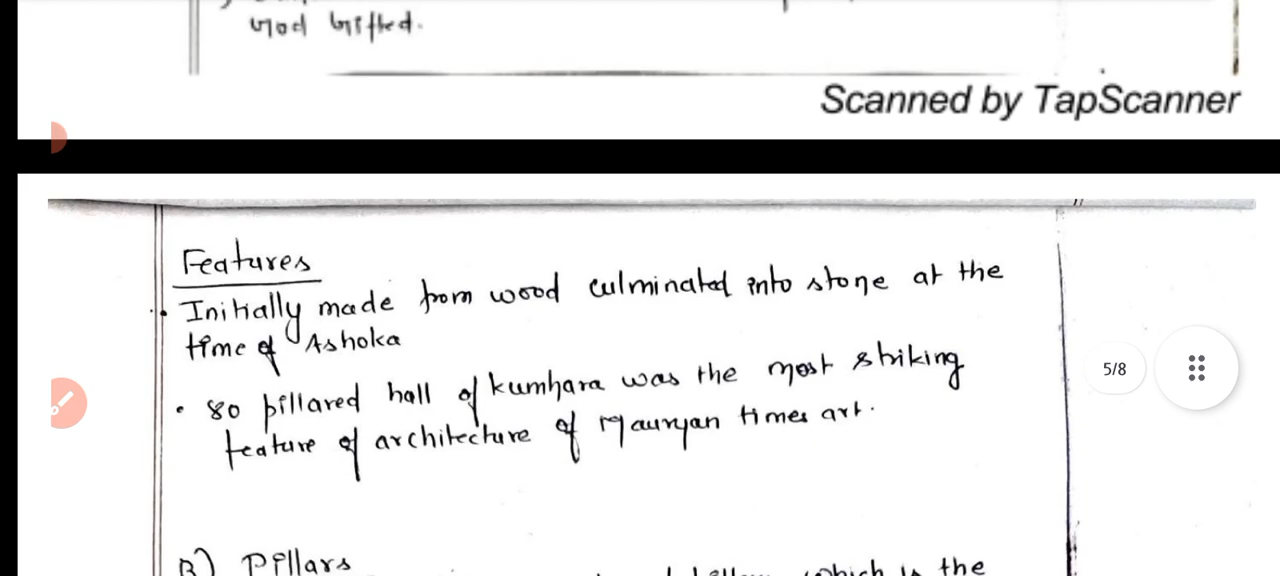 God Gifted.
Scanned by TapScanner
Features
• Initially made from wood culminated into stone at the
time of Ashoka
• 80 pillared hall of kumhara was the most striking
feature of architecture of Mauryan times art.
5/8
B) Pillars
which is the